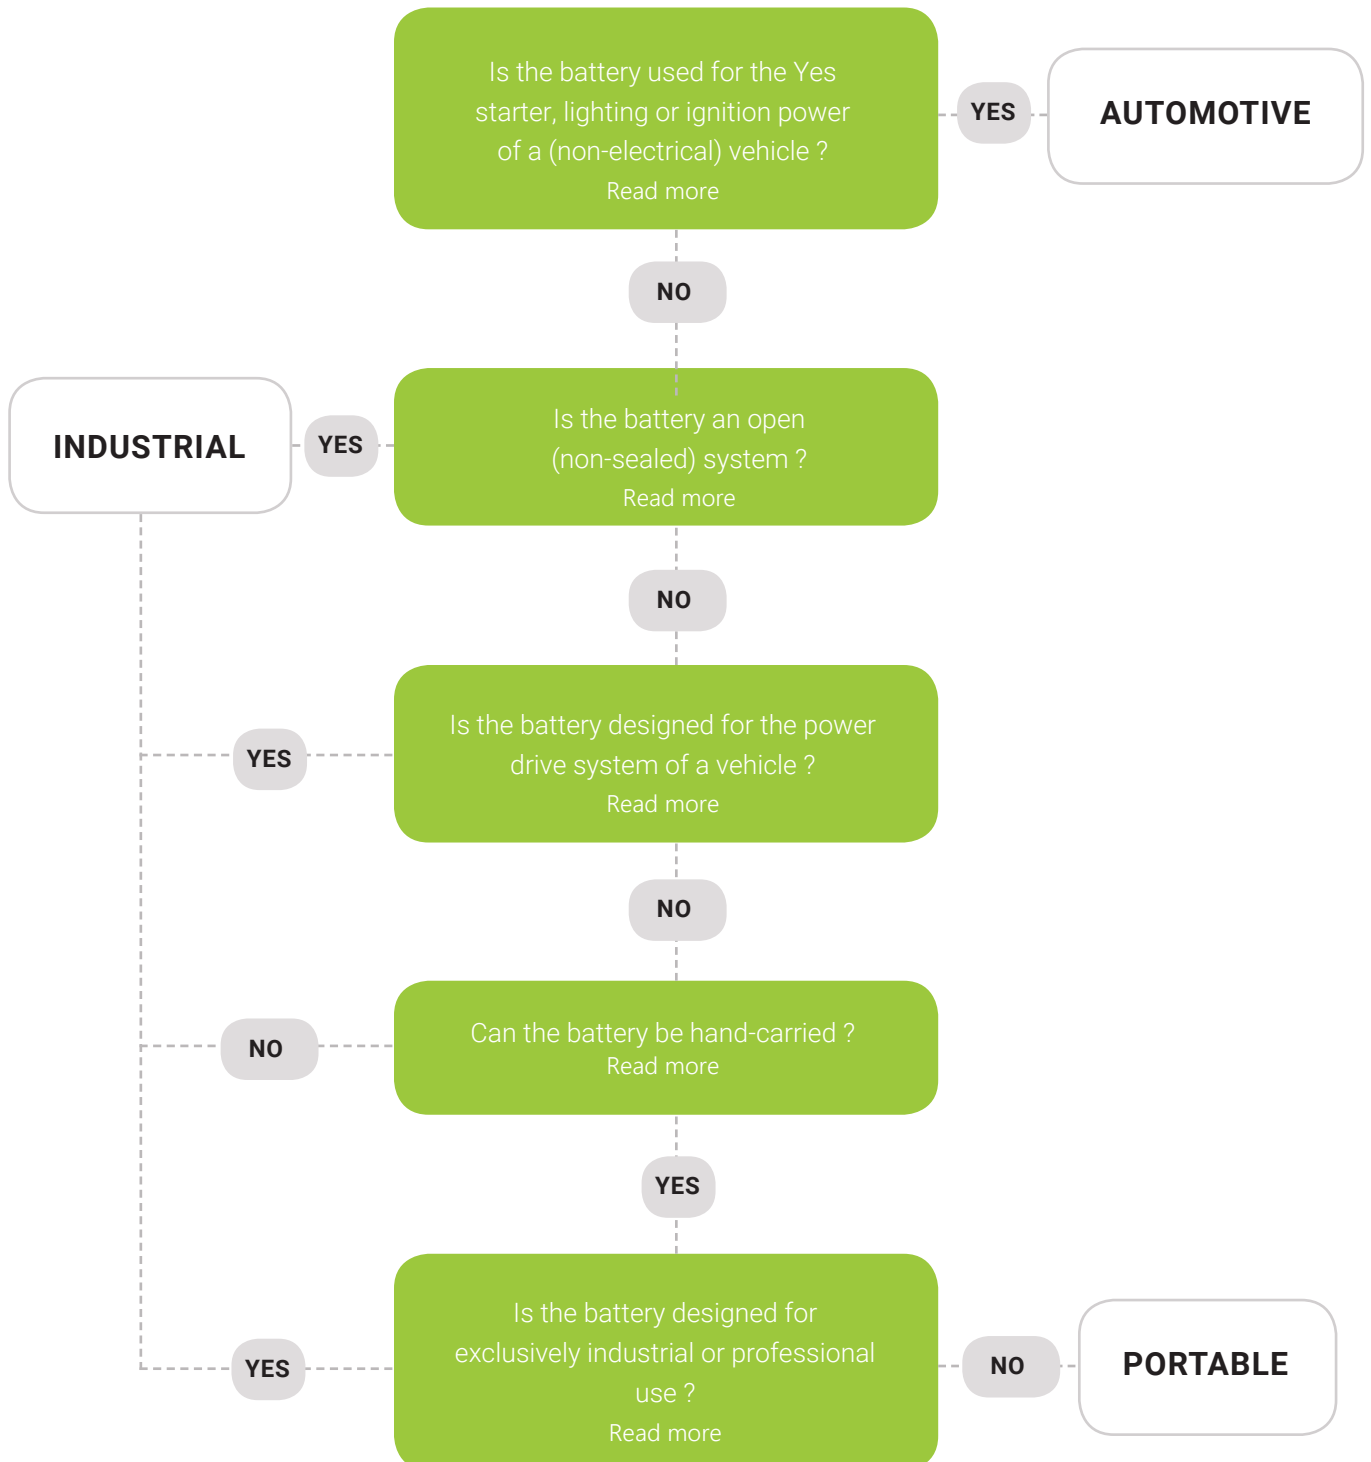 Is the battery used for the Yes
starter, lighting or ignition power
of a (non-electrical) vehicle ?
Read more
YES
AUTOMOTIVE
NO
INDUSTRIAL
YES
Is the battery an open
(non-sealed) system ?
Read more
NO
Is the battery designed for the power
drive system of a vehicle ?
Read more
YES
NO
Can the battery be hand-carried ?
Read more
NO
YES
Is the battery designed for
exclusively industrial or professional
use ?
Read more
YES
NO
PORTABLE